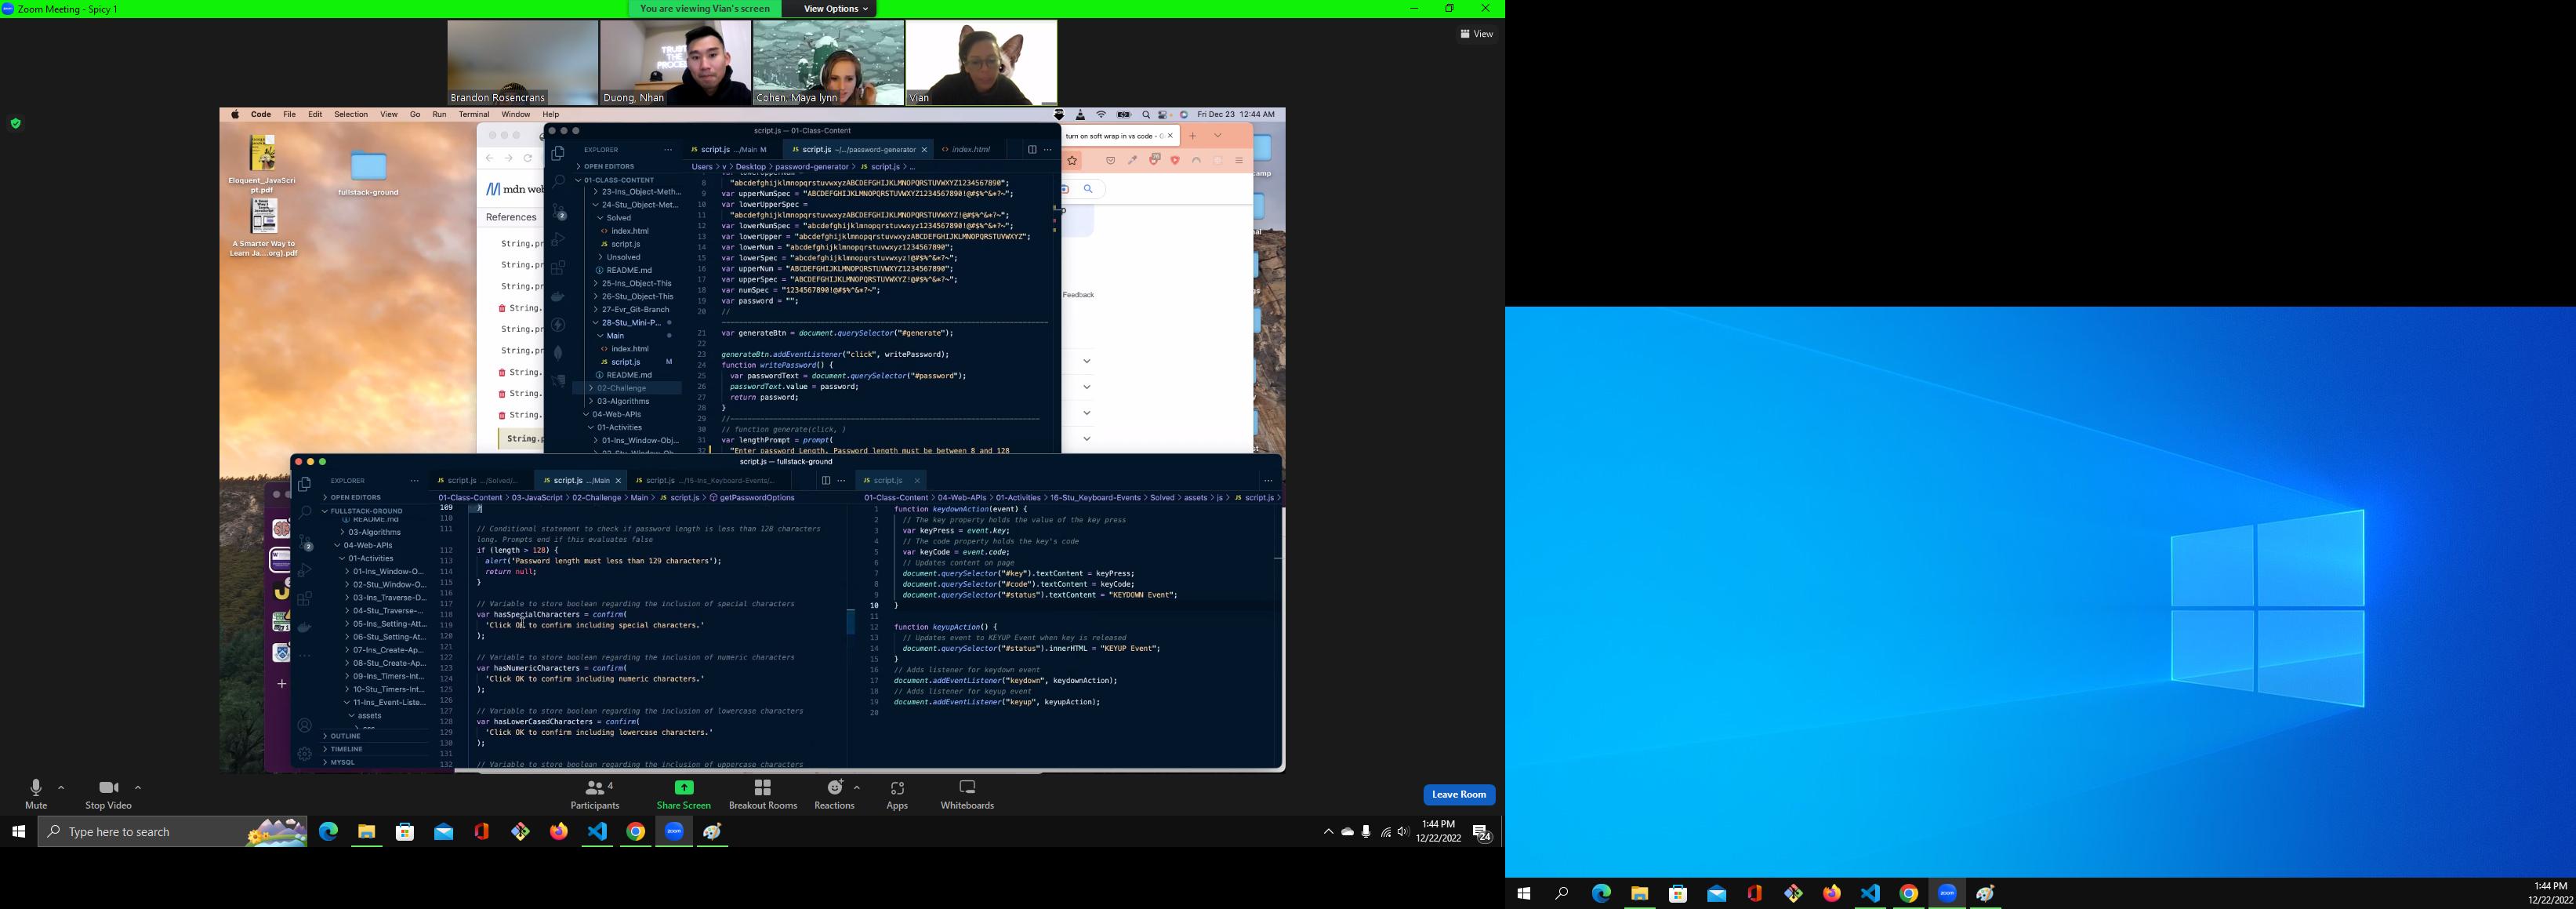 Zoom Meeting - Spicy 1
You are viewing Vian's screen
View Options
View
Brandon Rosencrans
Duong, Nhan
Cohen, Maya lynn
Vian
Code File Edit Selection View Go Run Terminal Window Help
Fri Dec 23 12:44 AM
Eloquent_JavaScri
pt.pdf
fullstack-ground
A Smarter Way to
Learn Ja....org).pdf
mdn web
References
String.pr
String.pr
String.pr
String.
String.pr
String.pr
String.
String.
String.
String.p
turn on soft wrap in vs code -
Feedback
script.js — 01-Class-Content
EXPLORER
OPEN EDITORS
01-CLASS-CONTENT
23-Ins_Object-Meth...
24-Stu_Object-Met...
Solved
index.html
script.js
Unsolved
README.md
25-Ins_Object-This
26-Stu_Object-This
27-Evr_Git-Branch
28-Stu_Mini-P...
Main
index.html
script.js M
README.md
02-Challenge
03-Algorithms
04-Web-APIs
01-Activities
01-Ins_Window-Obj...
script.js .../Main M
script.js ~/.../password-generator
index.html
Users > v > Desktop > password-generator > script.js > ...
8 "abcdefghijklmnopqrstuvwxyzABCDEFGHIJKLMNOPQRSTUVWXYZ1234567890";
9 var upperNumSpec = "ABCDEFGHIJKLMNOPQRSTUVWXYZ1234567890!@#$%^&*?~";
10 var lowerUpperSpec =
11 "abcdefghijklmnopqrstuvwxyzABCDEFGHIJKLMNOPQRSTUVWXYZ!@#$%^&*?~";
12 var lowerNumSpec = "abcdefghijklmnopqrstuvwxyz1234567890!@#$%^&*?~";
13 var lowerUpper = "abcdefghijklmnopqrstuvwxyzABCDEFGHIJKLMNOPQRSTUVWXYZ";
14 var lowerNum = "abcdefghijklmnopqrstuvwxyz1234567890";
15 var lowerSpec = "abcdefghijklmnopqrstuvwxyz!@#$%^&*?~";
16 var upperNum = "ABCDEFGHIJKLMNOPQRSTUVWXYZ1234567890";
17 var upperSpec = "ABCDEFGHIJKLMNOPQRSTUVWXYZ!@#$%^&*?~";
18 var numSpec = "1234567890!@#$%^&*?~";
19 var password = "";
20 //
21 var generateBtn = document.querySelector("#generate");
22
23 generateBtn.addEventListener("click", writePassword);
24 function writePassword() {
25 var passwordText = document.querySelector("#password");
26 passwordText.value = password;
27 return password;
28 }
29 //
30 // function generate(click, )
31 var lengthPrompt = prompt(
32 "Enter password Length. Password length must be between 8 and 128
script.js — fullstack-ground
EXPLORER
OPEN EDITORS
FULLSTACK-GROUND
README.md
03-Algorithms
04-Web-APIs
01-Activities
01-Ins_Window-O...
02-Stu_Window-O...
03-Ins_Traverse-D...
04-Stu_Traverse-...
05-Ins_Setting-Att...
06-Stu_Setting-At...
07-Ins_Create-Ap...
08-Stu_Create-Ap...
09-Ins_Timers-Int...
10-Stu_Timers-Int...
11-Ins_Event-Liste...
assets
OUTLINE
TIMELINE
MYSQL
script.js .../Solved/...
script.js .../Main
script.js .../15-Ins_Keyboard-Events/...
01-Class-Content > 03-JavaScript > 02-Challenge > Main > script.js > getPasswordOptions
109 }
110
111 // Conditional statement to check if password length is less than 128 characters
long. Prompts end if this evaluates false
112 if (length > 128) {
113 alert('Password length must less than 129 characters');
114 return null;
115 }
116
117 // Variable to store boolean regarding the inclusion of special characters
118 var hasSpecialCharacters = confirm(
119 'Click OK to confirm including special characters.'
120 );
121
122 // Variable to store boolean regarding the inclusion of numeric characters
123 var hasNumericCharacters = confirm(
124 'Click OK to confirm including numeric characters.'
125 );
126
127 // Variable to store boolean regarding the inclusion of lowercase characters
128 var hasLowerCasedCharacters = confirm(
129 'Click OK to confirm including lowercase characters.'
130 );
131
132 // Variable to store boolean regarding the inclusion of uppercase characters
script.js
01-Class-Content > 04-Web-APIs > 01-Activities > 16-Stu_Keyboard-Events > Solved > assets > js > script.js >
1 function keydownAction(event) {
2 // The key property holds the value of the key press
3 var keyPress = event.key;
4 // The code property holds the key's code
5 var keyCode = event.code;
6 // Updates content on page
7 document.querySelector("#key").textContent = keyPress;
8 document.querySelector("#code").textContent = keyCode;
9 document.querySelector("#status").textContent = "KEYDOWN Event";
10 }
11
12 function keyupAction() {
13 // Updates event to KEYUP Event when key is released
14 document.querySelector("#status").innerHTML = "KEYUP Event";
15 }
16 // Adds listener for keydown event
17 document.addEventListener("keydown", keydownAction);
18 // Adds listener for keyup event
19 document.addEventListener("keyup", keyupAction);
20
Mute
Stop Video
Participants 4
Share Screen
Breakout Rooms
Reactions
Apps
Whiteboards
Leave Room
Type here to search
1:44 PM
12/22/2022
24
1:44 PM
12/22/2022